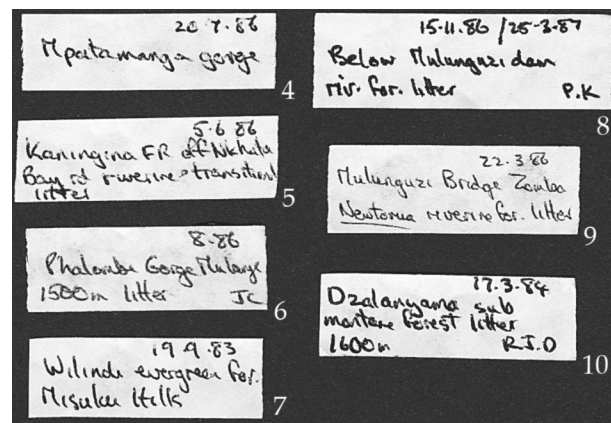 20.7.86
Mpatamanga gorge
4
5.6.86
Kaningina FR off Nkhata
Bay rd riverine + transitional
litter
5
8.86
Phalombe Gorge Mulanje
1500m litter JC
6
19.9.83
Wilindi evergreen for.
Misuku Hills
7
15.11.86 / 25-3-87
Below Mulunguzi dam
riv. for. litter P.K
8
22.3.86
Mulunguzi Bridge Zomba
Newtonia riverine for. litter
9
17.3.84
Dzalanyama sub
montane forest litter
1600m R.J.D
10